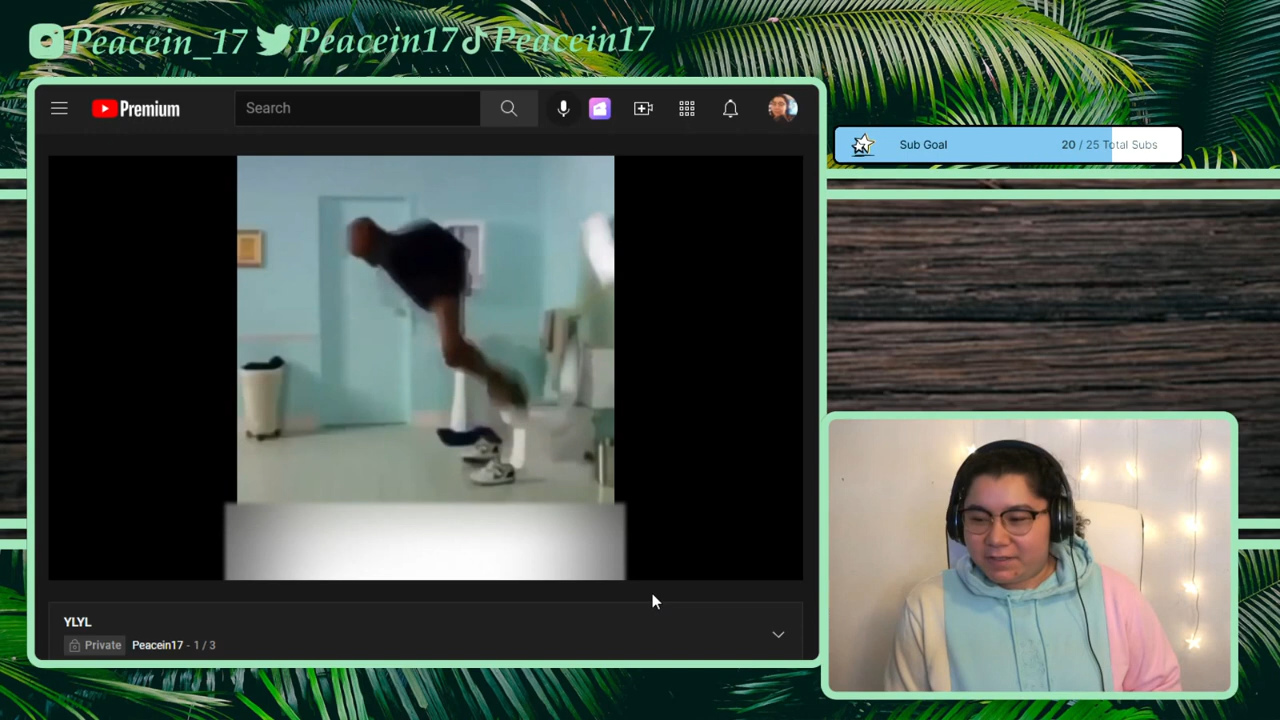 Peacein_17 Peacein17 Peacein17
Premium
Search
Sub Goal
20 / 25 Total Subs
YLYL
Private Peacein17 - 1 / 3